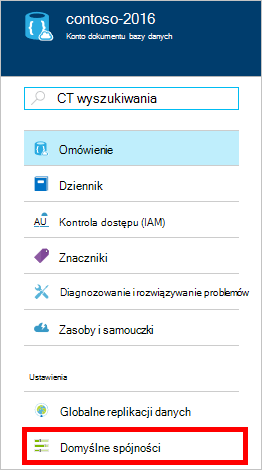 contoso-2016
Konto dokumentu bazy danych
CT wyszukiwania
Omówienie
Dziennik
AU
Kontrola dostępu (IAM)
Znaczniki
Diagnozowanie i rozwiązywanie problemów
Zasoby i samouczki
Ustawienia
Globalne replikacji danych
Domyślne spójności